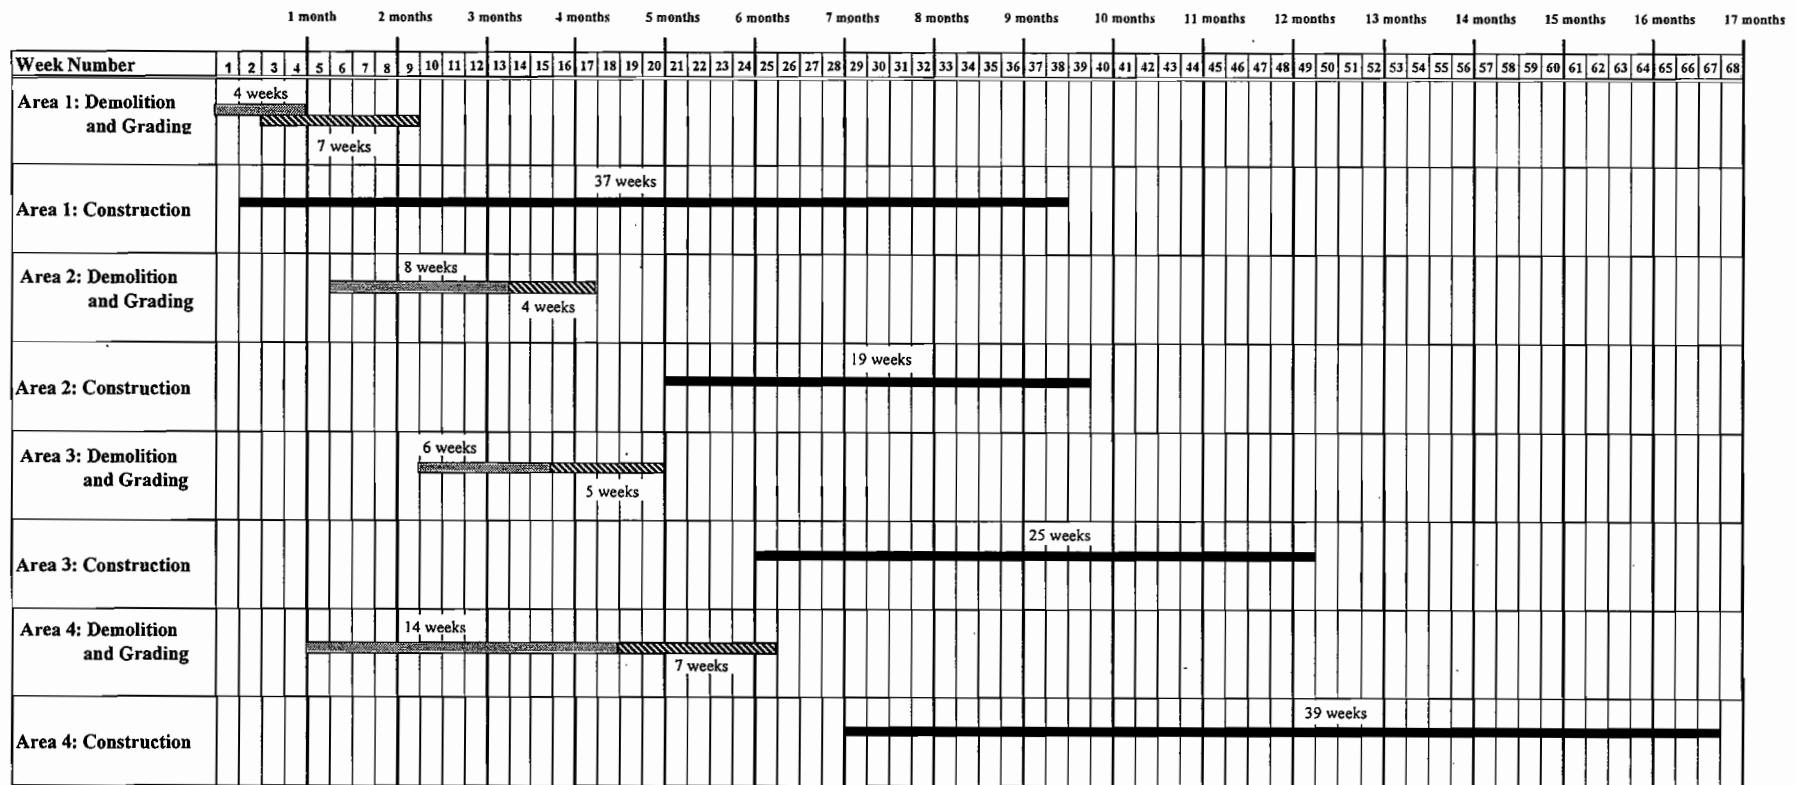 1 month 2 months 3 months 4 months 5 months 6 months 7 months 8 months 9 months 10 months 11 months 12 months 13 months 14 months 15 months 16 months 17 months
Week Number 1 2 3 4 5 6 7 8 9 10 11 12 13 14 15 16 17 18 19 20 21 22 23 24 25 26 27 28 29 30 31 32 33 34 35 36 37 38 39 40 41 42 43 44 45 46 47 48 49 50 51 52 53 54 55 56 57 58 59 60 61 62 63 64 65 66 67 68
4 weeks
Area 1: Demolition
and Grading
7 weeks
37 weeks
Area 1: Construction
8 weeks
Area 2: Demolition
and Grading
4 weeks
19 weeks
Area 2: Construction
6 weeks
Area 3: Demolition
and Grading
5 weeks
25 weeks
Area 3: Construction
14 weeks
Area 4: Demolition
and Grading
7 weeks
39 weeks
Area 4: Construction